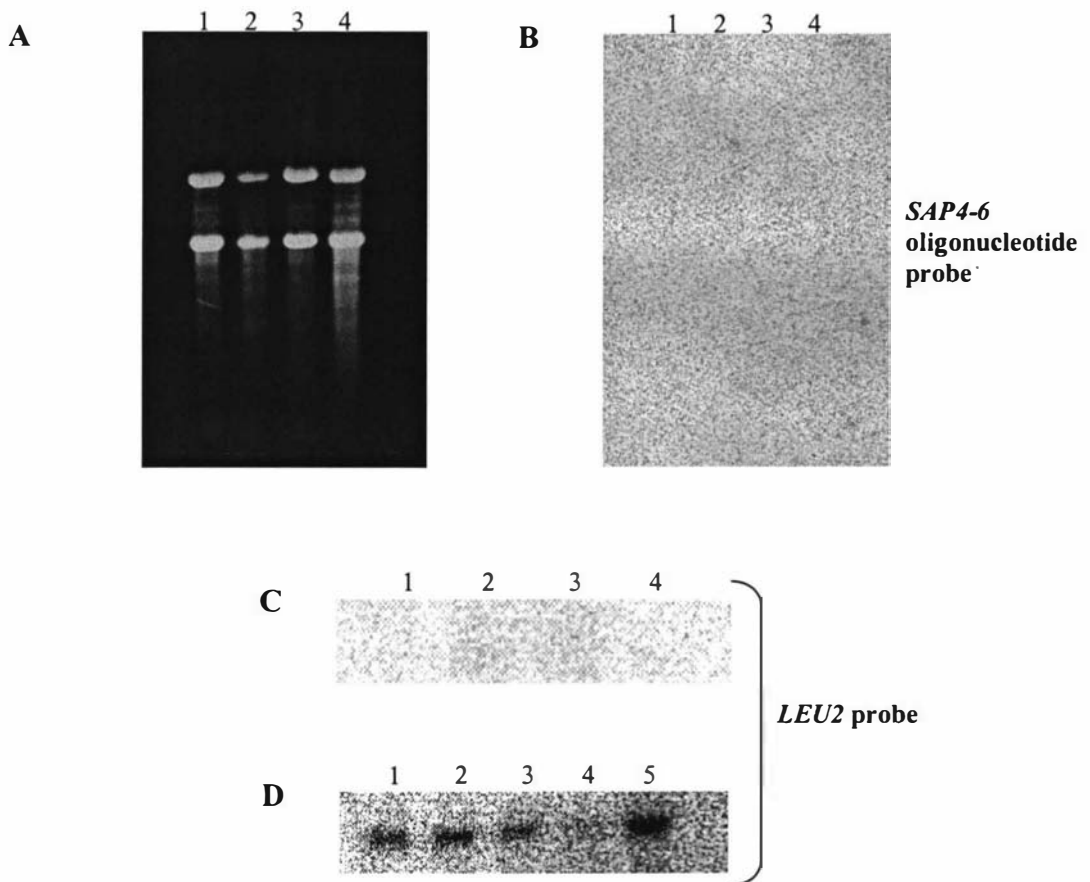 A
1 2 3 4
B
1 2 3 4
SAP4-6
oligonucleotide
probe
C
1 2 3 4
LEU2 probe
D
1 2 3 4 5